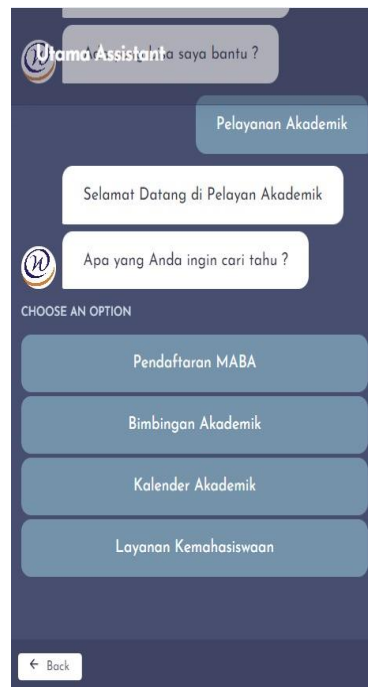 Utama Assistant
saya bantu ?
Pelayanan Akademik
Selamat Datang di Pelayan Akademik
Apa yang Anda ingin cari tahu ?
CHOOSE AN OPTION
Pendaftaran MABA
Bimbingan Akademik
Kalender Akademik
Layanan Kemahasiswaan
← Back